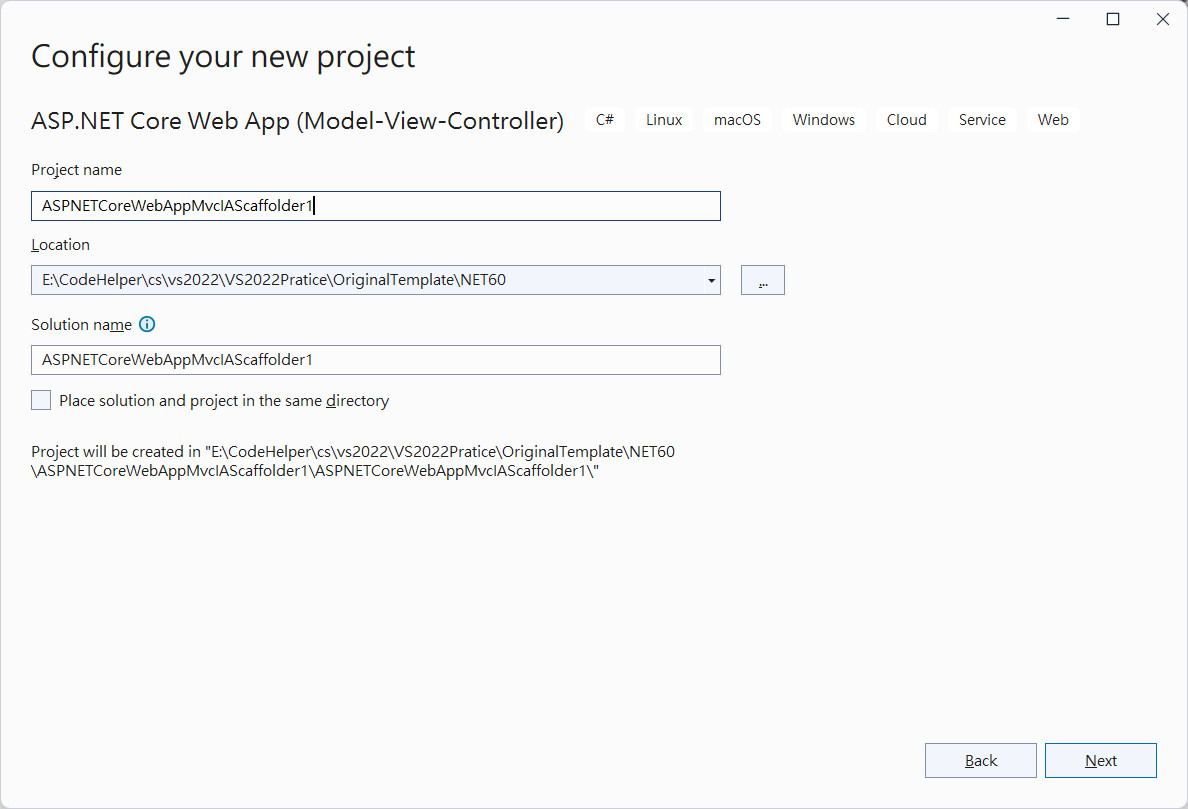 Configure your new project
ASP.NET Core Web App (Model-View-Controller) C# Linux macOS Windows Cloud Service Web
Project name
ASPNETCoreWebAppMvcIAScaffolder1
Location
E:\CodeHelper\cs\vs2022\VS2022Pratice\OriginalTemplate\NET60
...
Solution name
ASPNETCoreWebAppMvcIAScaffolder1
Place solution and project in the same directory
Project will be created in "E:\CodeHelper\cs\vs2022\VS2022Pratice\OriginalTemplate\NET60
\ASPNETCoreWebAppMvcIAScaffolder1\ASPNETCoreWebAppMvcIAScaffolder1\"
Back Next